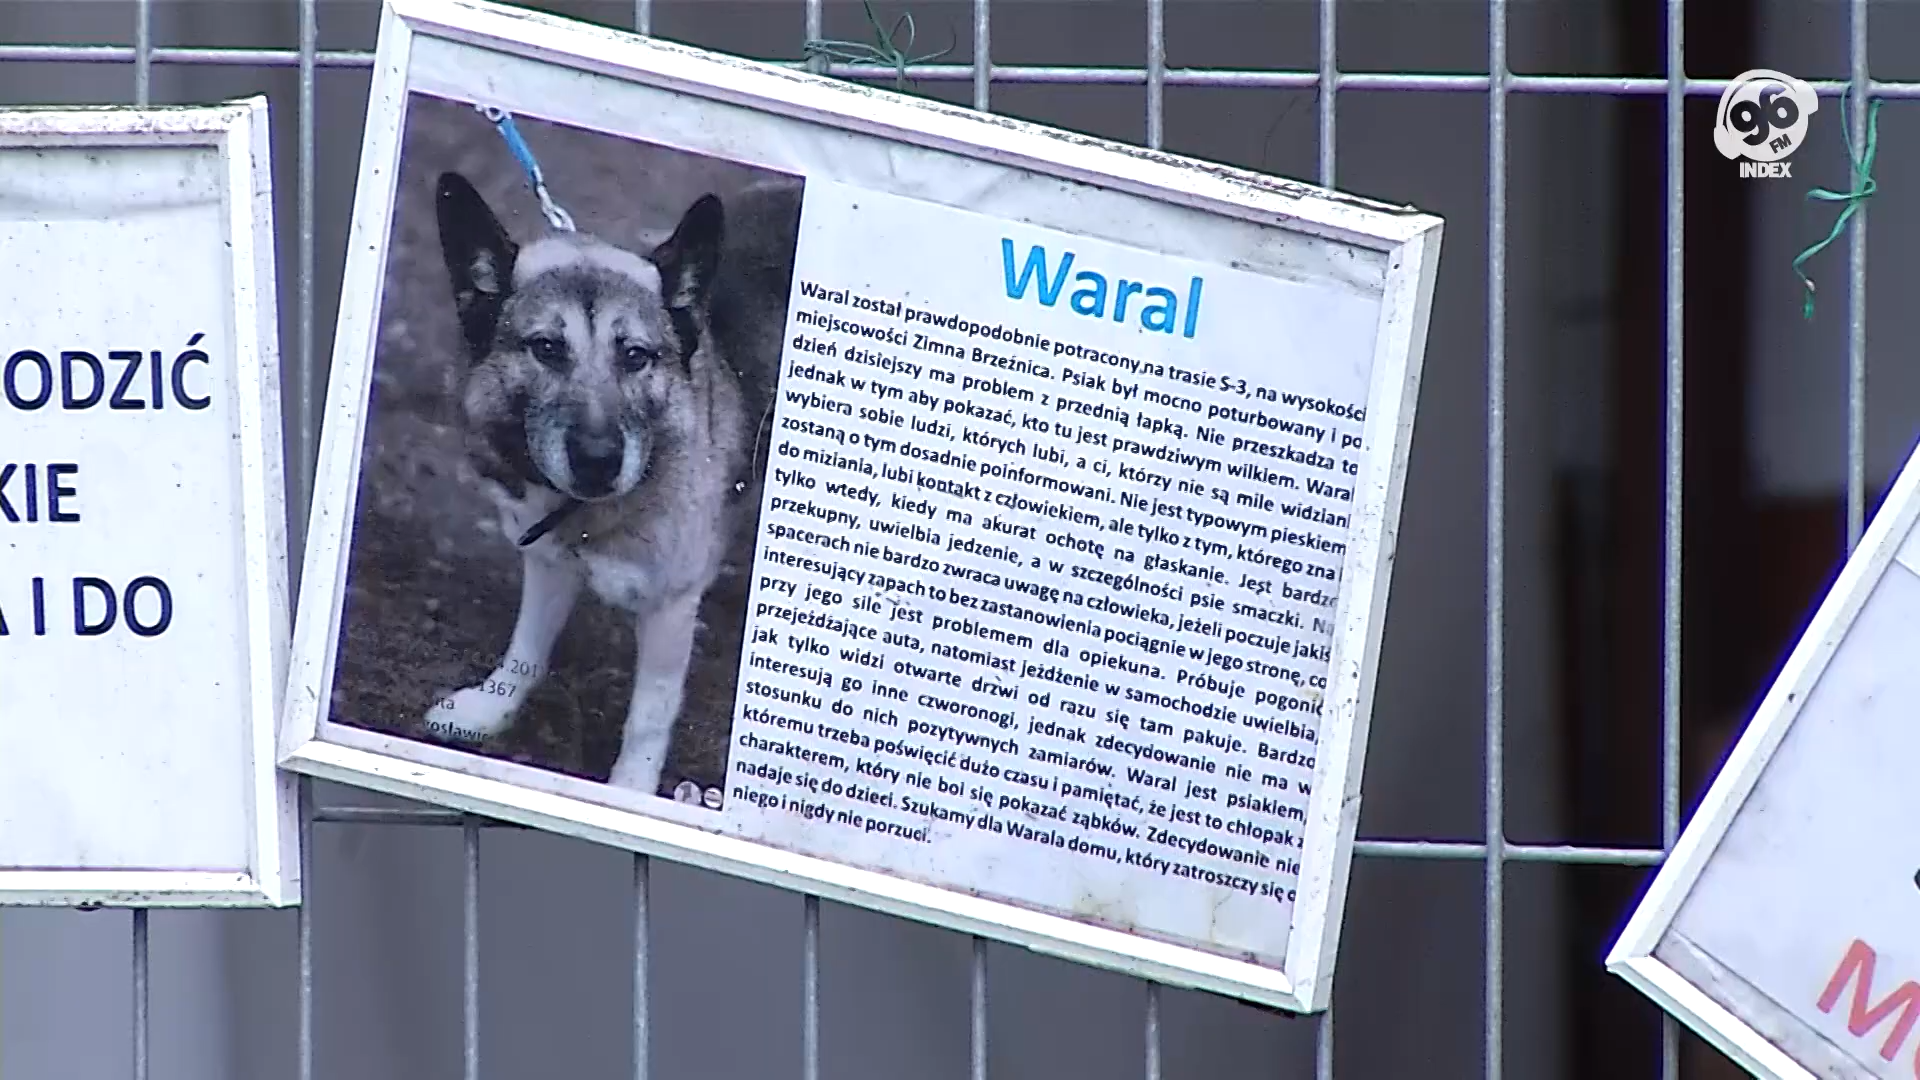 96
FM
INDEX
ODZIĆ
KIE
A I DO
Waral
Waral został prawdopodobnie potracony na trasie S-3, na wysokości
miejscowości Zimna Brzeźnica. Psiak był mocno poturbowany i po
dzień dzisiejszy ma problem z przednią łapką. Nie przeszkadza to
jednak w tym aby pokazać, kto tu jest prawdziwym wilkiem. Waral
wybiera sobie ludzi, których lubi, a ci, którzy nie są mile widziani
zostaną o tym dosadnie poinformowani. Nie jest typowym pieskiem
do miziania, lubi kontakt z człowiekiem, ale tylko z tym, którego zna i
tylko wtedy, kiedy ma akurat ochotę na głaskanie. Jest bardzo
przekupny, uwielbia jedzenie, a w szczególności psie smaczki. Na
spacerach nie bardzo zwraca uwagę na człowieka, jeżeli poczuje jakiś
interesujący zapach to bez zastanowienia pociągnie w jego stronę, co
przy jego sile jest problemem dla opiekuna. Próbuje pogonić
przejeżdżające auta, natomiast jeżdżenie w samochodzie uwielbia,
jak tylko widzi otwarte drzwi od razu się tam pakuje. Bardzo
interesują go inne czworonogi, jednak zdecydowanie nie ma w
stosunku do nich pozytywnych zamiarów. Waral jest psiakiem,
któremu trzeba poświęcić dużo czasu i pamiętać, że jest to chłopak z
charakterem, który nie boi się pokazać ząbków. Zdecydowanie nie
nadaje się do dzieci. Szukamy dla Warala domu, który zatroszczy się o
niego i nigdy nie porzuci.
1367